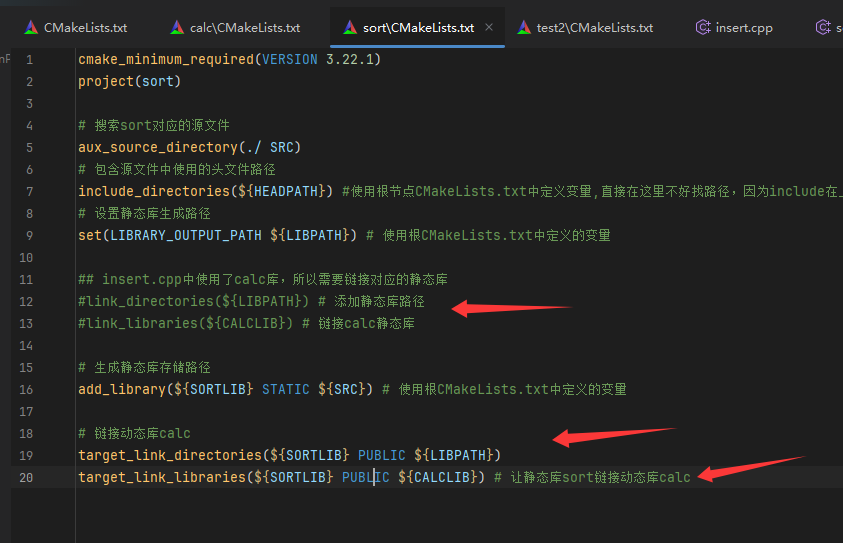 CMakeLists.txt
calc\CMakeLists.txt
sort\CMakeLists.txt
test2\CMakeLists.txt
insert.cpp
1 cmake_minimum_required(VERSION 3.22.1)
2 project(sort)
3
4 # 搜索sort对应的源文件
5 aux_source_directory(./ SRC)
6 # 包含源文件中使用的头文件路径
7 include_directories(${HEADPATH}) #使用根节点CMakeLists.txt中定义变量,直接在这里不好找路径，因为include在
8 # 设置静态库生成路径
9 set(LIBRARY_OUTPUT_PATH ${LIBPATH}) # 使用根CMakeLists.txt中定义的变量
10
11 ## insert.cpp中使用了calc库，所以需要链接对应的静态库
12 #link_directories(${LIBPATH}) # 添加静态库路径
13 #link_libraries(${CALCLIB}) # 链接calc静态库
14
15 # 生成静态库存储路径
16 add_library(${SORTLIB} STATIC ${SRC}) # 使用根CMakeLists.txt中定义的变量
17
18 # 链接动态库calc
19 target_link_directories(${SORTLIB} PUBLIC ${LIBPATH})
20 target_link_libraries(${SORTLIB} PUBLIC ${CALCLIB}) # 让静态库sort链接动态库calc